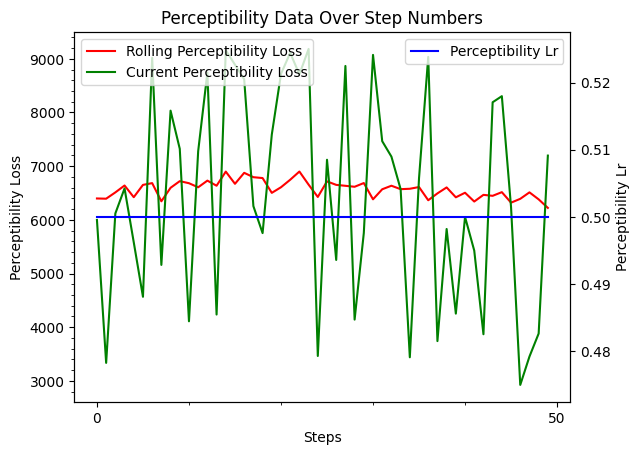 Perceptibility Data Over Step Numbers
Rolling Perceptibility Loss
Current Perceptibility Loss
Perceptibility Lr
9000
8000
7000
6000
5000
4000
3000
Perceptibility Loss
0.52
0.51
0.50
0.49
0.48
Perceptibility Lr
0
50
Steps